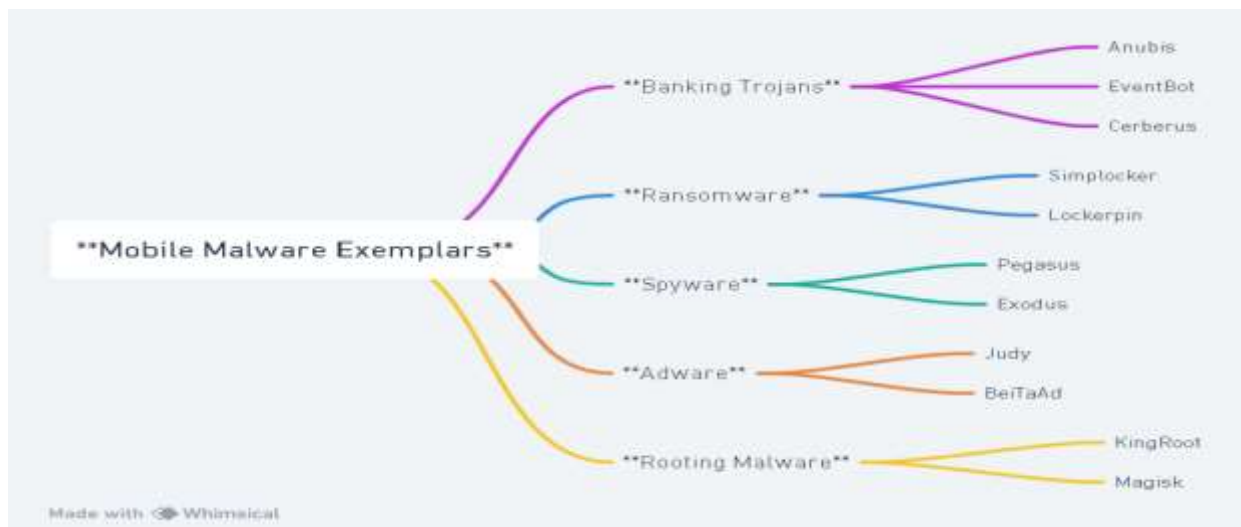 **Mobile Malware Exemplars**
**Banking Trojans**
Anubis
EventBot
Cerberus
**Ransomware**
Simplocker
Lockerpin
**Spyware**
Pegasus
Exodus
**Adware**
Judy
BeiTaAd
**Rooting Malware**
KingRoot
Magisk
Made with Whimsical